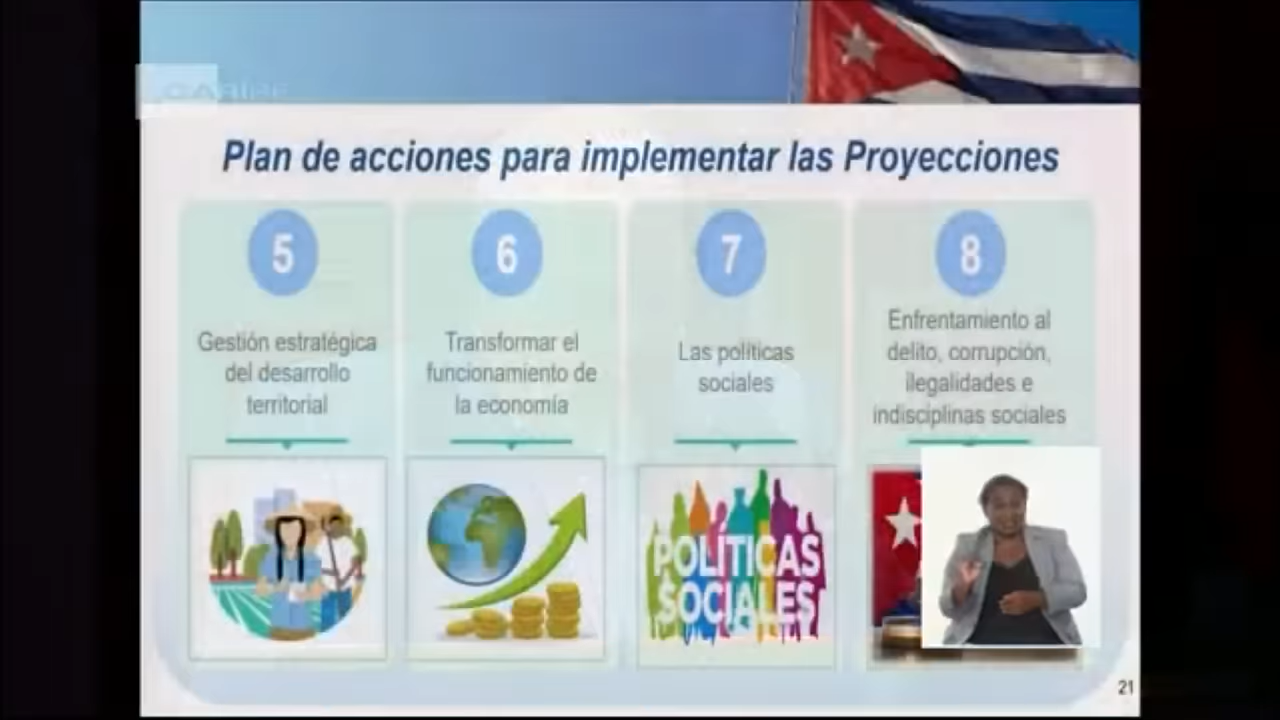 CARIBE
Plan de acciones para implementar las Proyecciones
5
Gestión estratégica
del desarrollo
territorial
6
Transformar el
funcionamiento de
la economía
7
Las políticas
sociales
POLÍTICAS
SOCIALES
8
Enfrentamiento al
delito, corrupción,
ilegalidades e
indisciplinas sociales
21